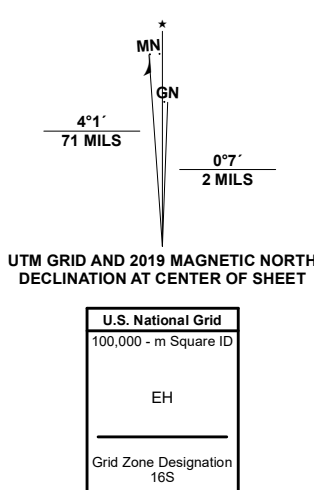 ★
MN
GN
4°1´
71 MILS
0°7´
2 MILS
UTM GRID AND 2019 MAGNETIC NORTH
DECLINATION AT CENTER OF SHEET
U.S. National Grid
100,000 - m Square ID
EH
Grid Zone Designation
16S